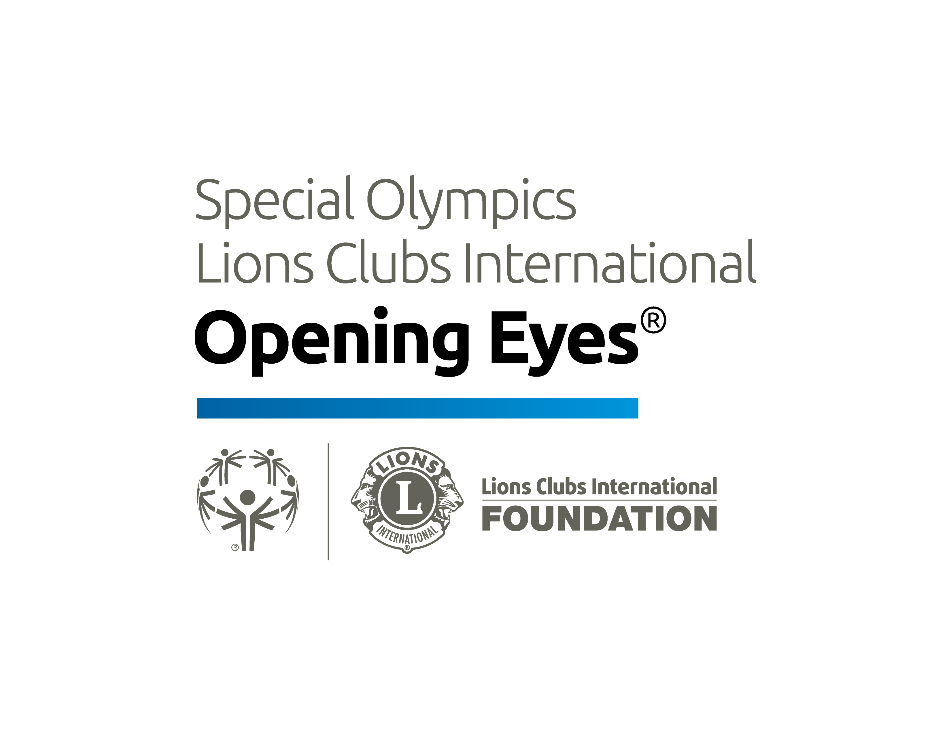 Special Olympics
Lions Clubs International
Opening Eyes®
LIONS
L
INTERNATIONAL
®
®
Lions Clubs International
FOUNDATION